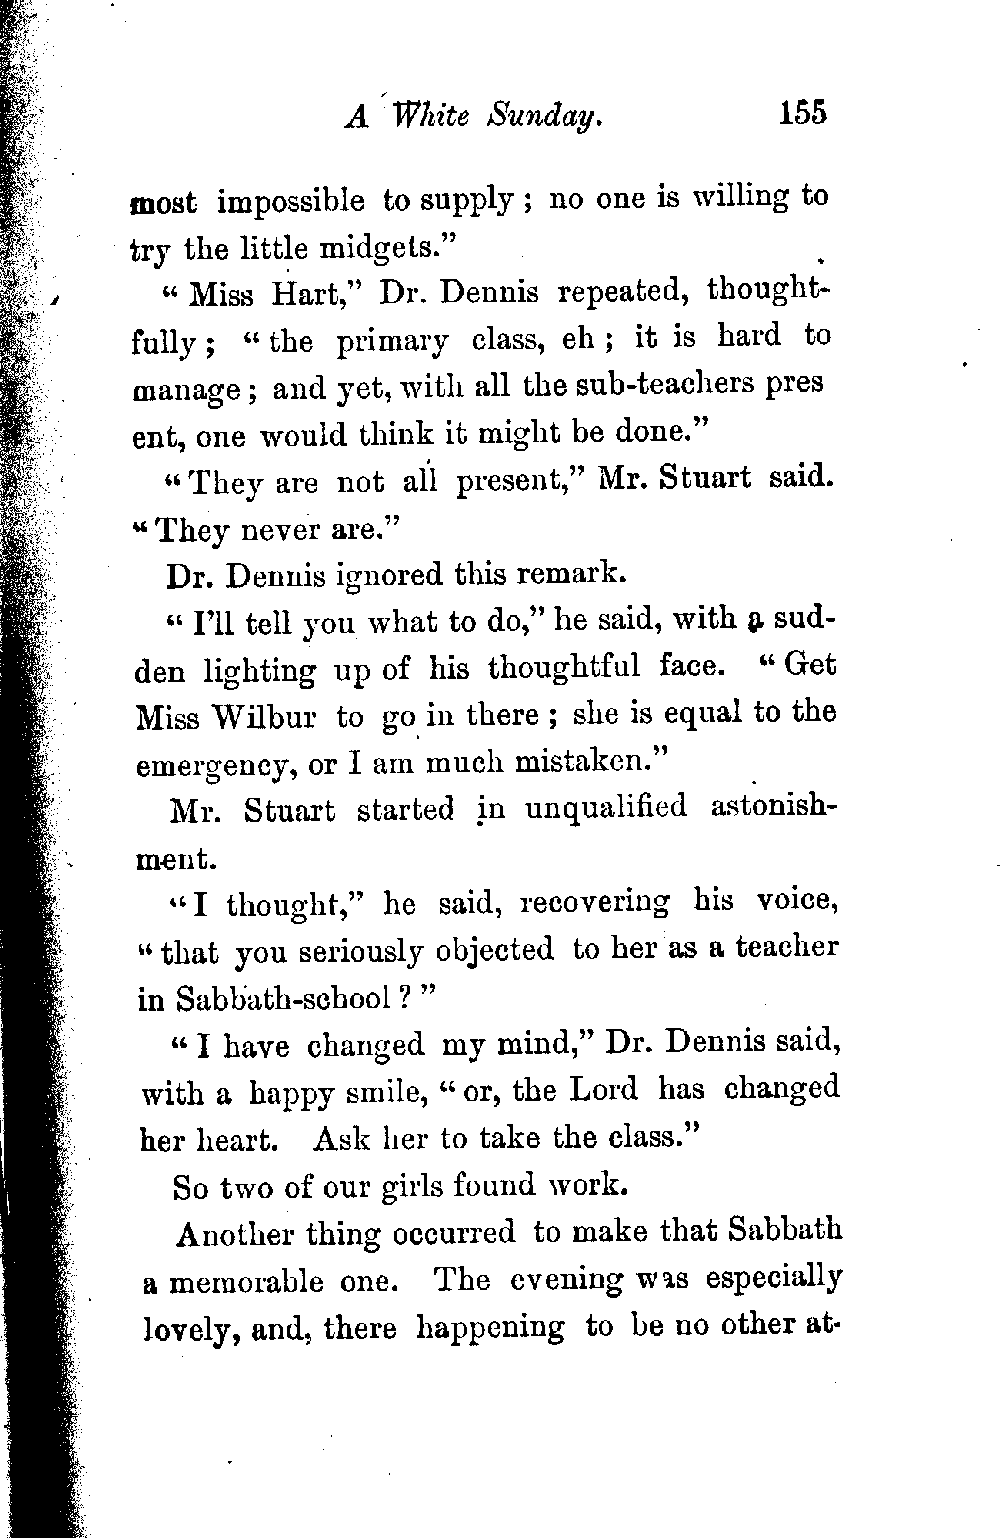 A White Sunday. 155
most impossible to supply ; no one is willing to
try the little midgets.”
“ Miss Hart,” Dr. Dennis repeated, thought-
fully ; “ the primary class, eh ; it is hard to
manage ; and yet, with all the sub-teachers pres
ent, one would think it might be done.”
“ They are not all present,” Mr. Stuart said.
“ They never are.”
Dr. Dennis ignored this remark.
“ I’ll tell you what to do,” he said, with a sud-
den lighting up of his thoughtful face. “ Get
Miss Wilbur to go in there ; she is equal to the
emergency, or I am much mistaken.”
Mr. Stuart started in unqualified astonish-
ment.
“ I thought,” he said, recovering his voice,
“ that you seriously objected to her as a teacher
in Sabbath-school ? ”
“ I have changed my mind,” Dr. Dennis said,
with a happy smile, “ or, the Lord has changed
her heart. Ask her to take the class.”
So two of our girls found work.
Another thing occurred to make that Sabbath
a memorable one. The evening was especially
lovely, and, there happening to be no other at-